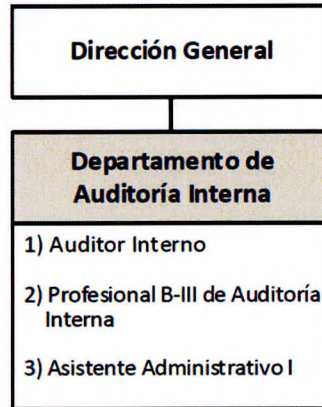 Dirección General
Departamento de
Auditoría Interna
1) Auditor Interno
2) Profesional B-III de Auditoría
Interna
3) Asistente Administrativo I